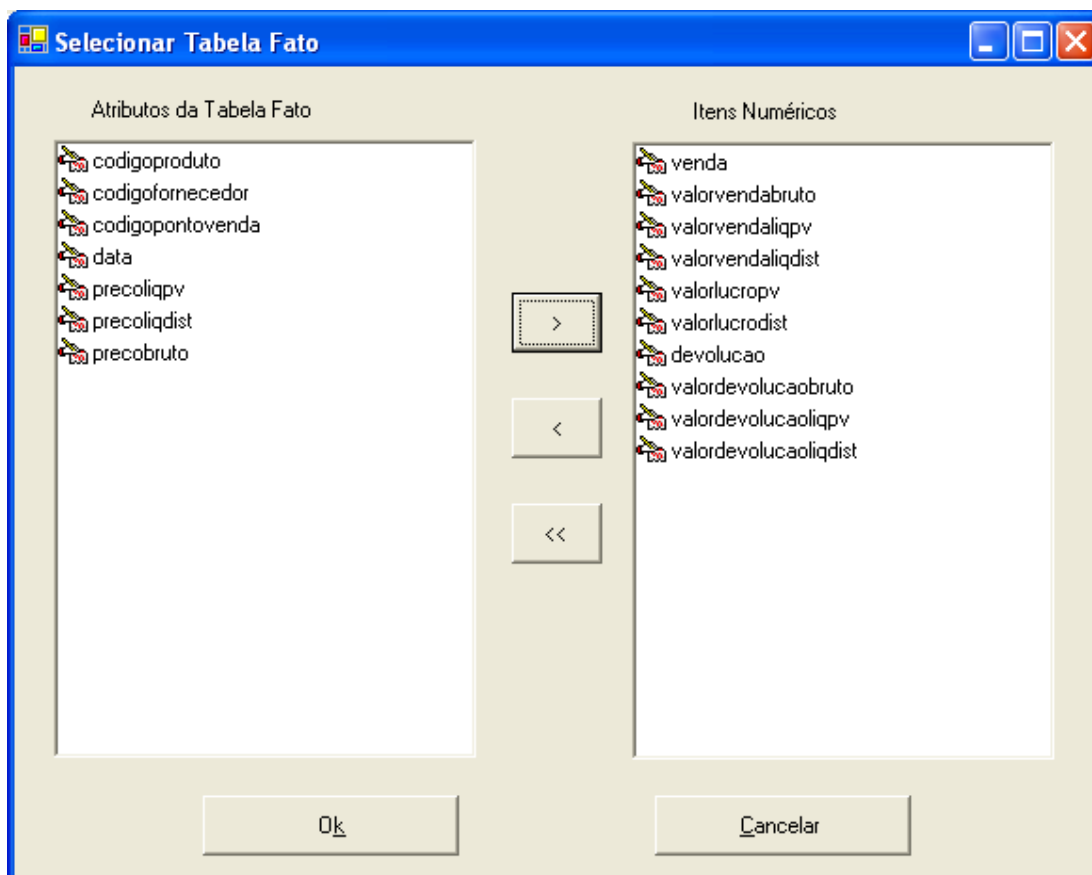 Selecionar Tabela Fato
Atributos da Tabela Fato
codigoproduto
codigofornecedor
codigopontovenda
data
precoliqpv
precoliqdist
precobruto
>
<
<<
Itens Numéricos
venda
valorvendabruto
valorvendaliqpv
valorvendaliqdist
valorlucropv
valorlucrodist
devolucao
valordevolucaobruto
valordevolucaoliqpv
valordevolucaoliqdist
Ok
Cancelar